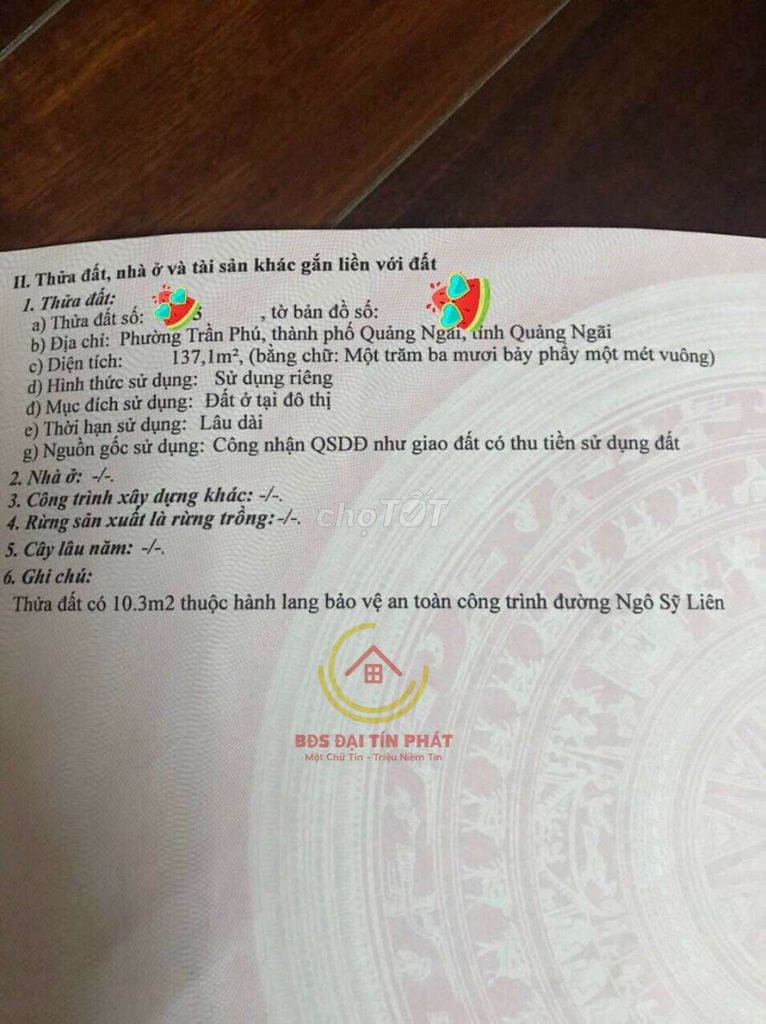 II. Thửa đất, nhà ở và tài sản khác gắn liền với đất
1. Thửa đất:
a) Thửa đất số: 5 , tờ bản đồ số:
b) Địa chỉ: Phường Trần Phú, thành phố Quảng Ngãi, tỉnh Quảng Ngãi
c) Diện tích: 137,1m², (bằng chữ: Một trăm ba mươi bảy phẩy một mét vuông)
d) Hình thức sử dụng: Sử dụng riêng
đ) Mục đích sử dụng: Đất ở tại đô thị
e) Thời hạn sử dụng: Lâu dài
g) Nguồn gốc sử dụng: Công nhận QSDĐ như giao đất có thu tiền sử dụng đất
2. Nhà ở: -/-.
3. Công trình xây dựng khác: -/-.
4. Rừng sản xuất là rừng trồng: -/-.
chợTỐT
5. Cây lâu năm: -/-.
6. Ghi chú:
Thửa đất có 10.3m2 thuộc hành lang bảo vệ an toàn công trình đường Ngô Sỹ Liên
BĐS ĐẠI TÍN PHÁT
Một Chữ Tín - Triệu Niềm Tin